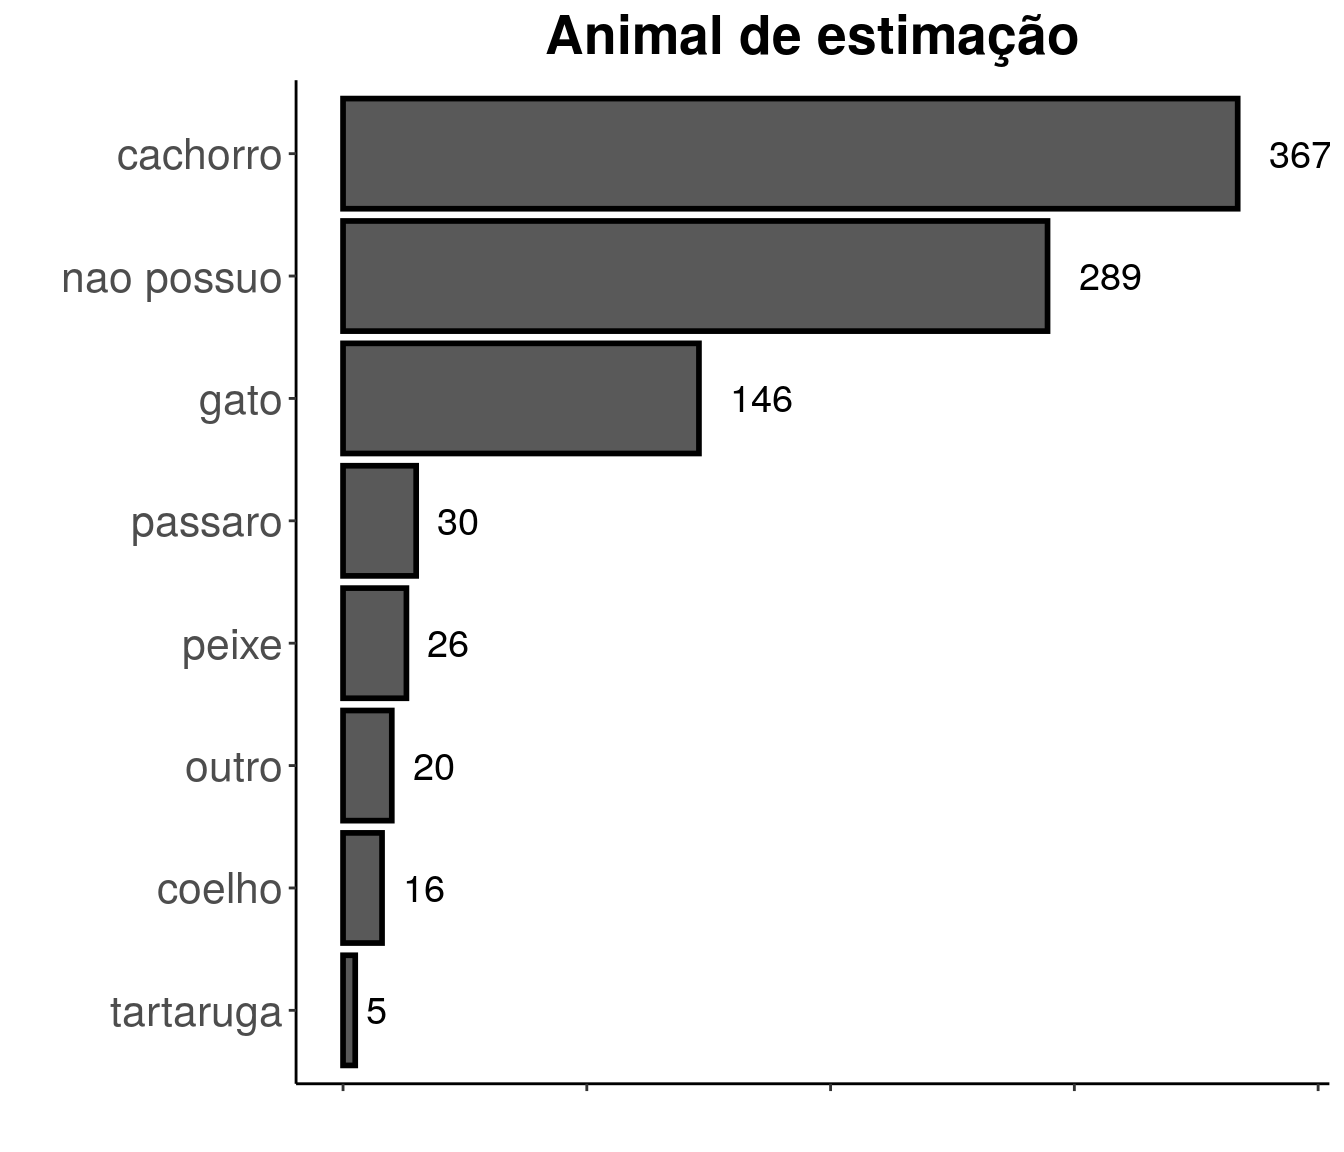 Animal de estimação
cachorro 367
nao possuo 289
gato 146
passaro 30
peixe 26
outro 20
coelho 16
tartaruga 5